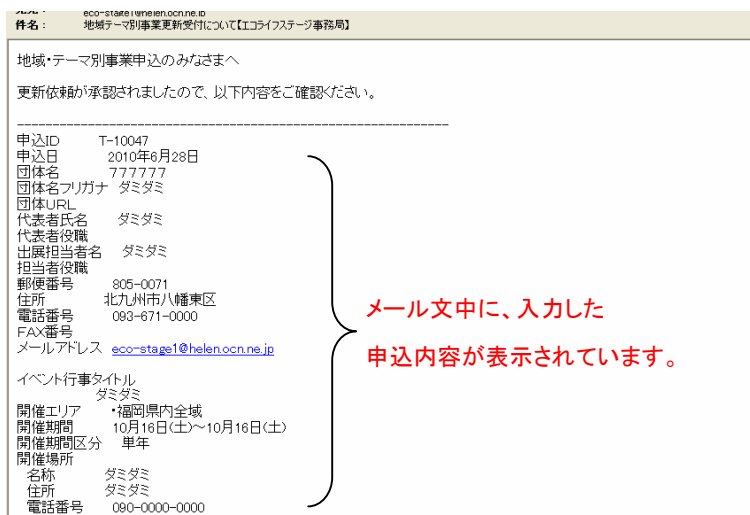 eco-stage1@helen.ocn.ne.jp
件名： 地域テーマ別事業更新受付について【エコライフステージ事務局】
地域・テーマ別事業申込のみなさまへ
更新依頼が承認されましたので、以下内容をご確認ください。
----------------------------------------------------------------
申込ID T-10047
申込日 2010年6月28日
団体名 777777
団体名フリガナ ダミダミ
団体URL
代表者氏名 ダミダミ
代表者役職
出展担当者名 ダミダミ
担当者役職
郵便番号 805-0071
住所 北九州市八幡東区
電話番号 093-671-0000
FAX番号
メールアドレス eco-stage1@helen.ocn.ne.jp
メール文中に、入力した
申込内容が表示されています。
イベント行事タイトル
ダミダミ
開催エリア ・福岡県内全域
開催期間 10月16日(土)～10月16日(土)
開催期間区分 単年
開催場所
名称 ダミダミ
住所 ダミダミ
電話番号 090-0000-0000